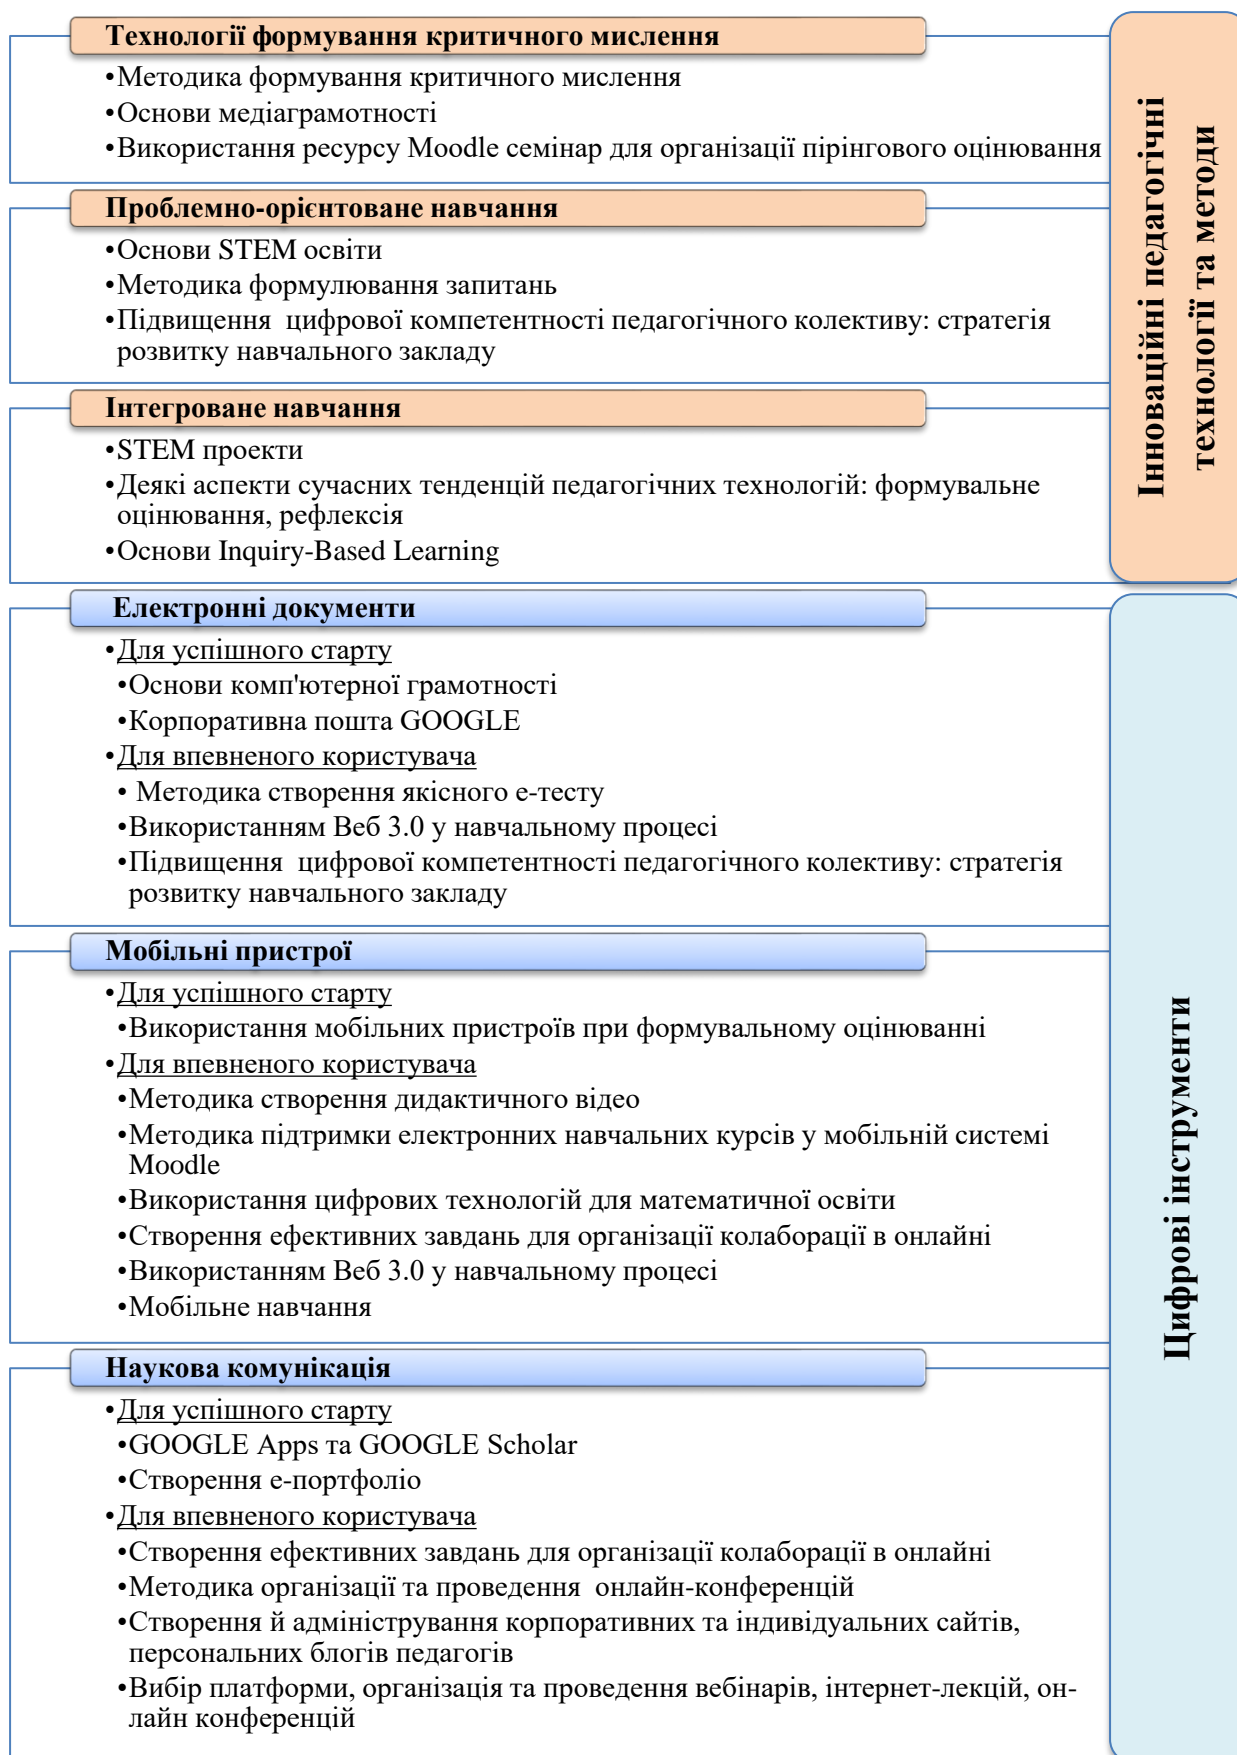 Технології формування критичного мислення
•Методика формування критичного мислення
•Основи медіаграмотності
•Використання ресурсу Moodle семінар для організації пірінгового оцінювання
Проблемно-орієнтоване навчання
•Основи STEM освіти
•Методика формулювання запитань
•Підвищення цифрової компетентності педагогічного колективу: стратегія
розвитку навчального закладу
Інтегроване навчання
•STEM проекти
•Деякі аспекти сучасних тенденцій педагогічних технологій: формувальне
оцінювання, рефлексія
•Основи Inquiry-Based Learning
Інноваційні педагогічні
технології та методи
Електронні документи
•Для успішного старту
•Основи комп'ютерної грамотності
•Корпоративна пошта GOOGLE
•Для впевненого користувача
• Методика створення якісного е-тесту
•Використанням Веб 3.0 у навчальному процесі
•Підвищення цифрової компетентності педагогічного колективу: стратегія
розвитку навчального закладу
Мобільні пристрої
•Для успішного старту
•Використання мобільних пристроїв при формувальному оцінюванні
•Для впевненого користувача
•Методика створення дидактичного відео
•Методика підтримки електронних навчальних курсів у мобільній системі
Moodle
•Використання цифрових технологій для математичної освіти
•Створення ефективних завдань для організації колаборації в онлайні
•Використанням Веб 3.0 у навчальному процесі
•Мобільне навчання
Наукова комунікація
•Для успішного старту
•GOOGLE Apps та GOOGLE Scholar
•Створення е-портфоліо
•Для впевненого користувача
•Створення ефективних завдань для організації колаборації в онлайні
•Методика організації та проведення онлайн-конференцій
•Створення й адміністрування корпоративних та індивідуальних сайтів,
персональних блогів педагогів
•Вибір платформи, організація та проведення вебінарів, інтернет-лекцій, он-
лайн конференцій
Цифрові інструменти